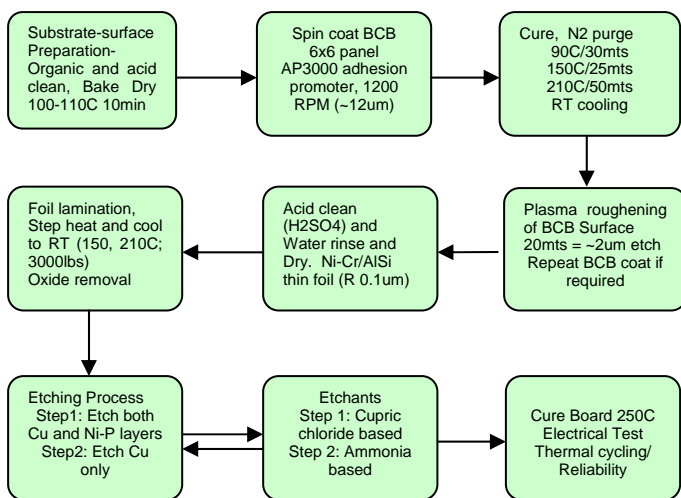 Substrate-surface
Preparation-
Organic and acid
clean, Bake Dry
100-110C 10min
Spin coat BCB
6x6 panel
AP3000 adhesion
promoter, 1200
RPM (~12um)
Cure, N2 purge
90C/30mts
150C/25mts
210C/50mts
RT cooling
Plasma roughening
of BCB Surface
20mts = ~2um etch
Repeat BCB coat if
required
Acid clean
(H2SO4) and
Water rinse and
Dry. Ni-Cr/AlSi
thin foil (R 0.1um)
Foil lamination,
Step heat and cool
to RT (150, 210C;
3000lbs)
Oxide removal
Etching Process
Step1: Etch both
Cu and Ni-P layers
Step2: Etch Cu
only
Etchants
Step 1: Cupric
chloride based
Step 2: Ammonia
based
Cure Board 250C
Electrical Test
Thermal cycling/
Reliability